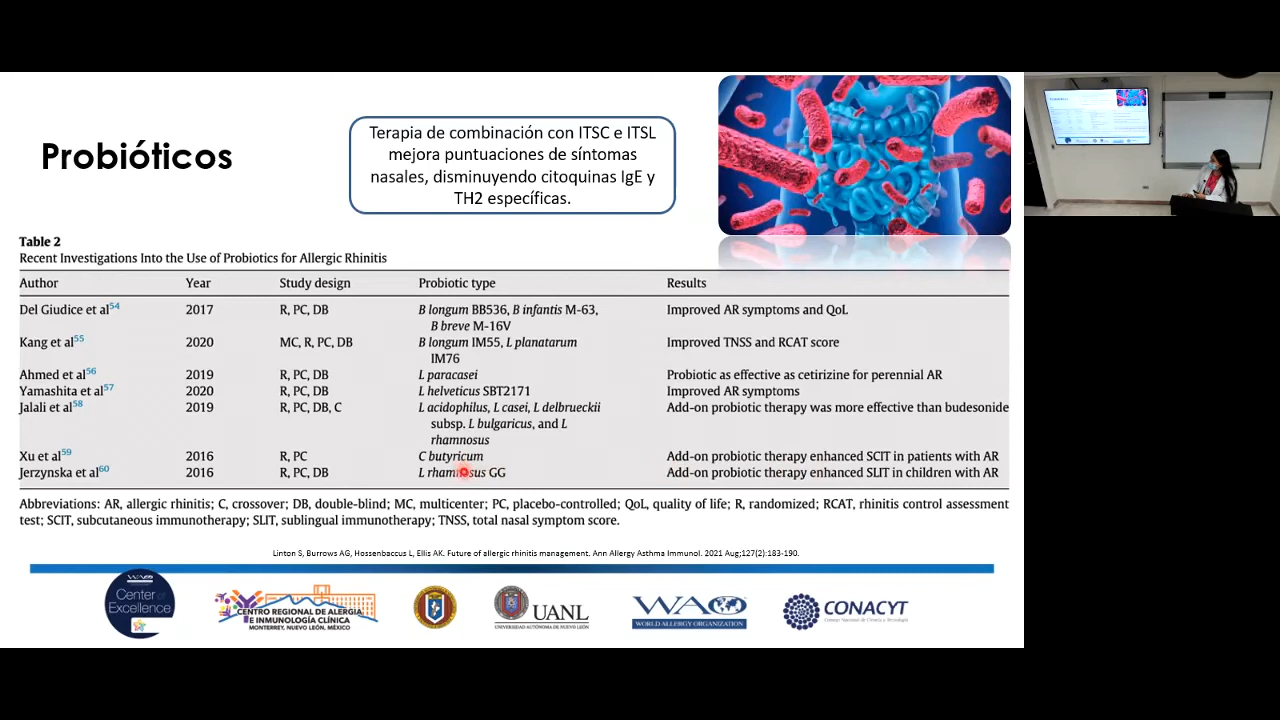 Probióticos
Terapia de combinación con ITSC e ITSL
mejora puntuaciones de síntomas
nasales, disminuyendo citoquinas IgE y
TH2 específicas.
Table 2
Recent Investigations Into the Use of Probiotics for Allergic Rhinitis
Author Year Study design Probiotic type Results
Del Giudice et al54 2017 R, PC, DB B longum BB536, B infantis M-63, Improved AR symptoms and QoL
B breve M-16V
Kang et al55 2020 MC, R, PC, DB B longum IM55, L planatarum Improved TNSS and RCAT score
IM76
Ahmed et al56 2019 R, PC, DB L paracasei Probiotic as effective as cetirizine for perennial AR
Yamashita et al57 2020 R, PC, DB L helveticus SBT2171 Improved AR symptoms
Jalali et al58 2019 R, PC, DB, C L acidophilus, L casei, L delbrueckii Add-on probiotic therapy was more effective than budesonide
subsp. L bulgaricus, and L
rhamnosus
Xu et al59 2016 R, PC C butyricum Add-on probiotic therapy enhanced SCIT in patients with AR
Jerzynska et al60 2016 R, PC, DB L rhamnosus GG Add-on probiotic therapy enhanced SLIT in children with AR
Abbreviations: AR, allergic rhinitis; C, crossover; DB, double-blind; MC, multicenter; PC, placebo-controlled; QoL, quality of life; R, randomized; RCAT, rhinitis control assessment
test; SCIT, subcutaneous immunotherapy; SLIT, sublingual immunotherapy; TNSS, total nasal symptom score.
Linton S, Burrows AG, Hossenbaccus L, Ellis AK. Future of allergic rhinitis management. Ann Allergy Asthma Immunol. 2021 Aug;127(2):183-190.
WAO
Center of
Excellence
CENTRO REGIONAL DE ALERGIA
E INMUNOLOGÍA CLÍNICA
MONTERREY, NUEVO LEÓN, MÉXICO
UANL
UNIVERSIDAD AUTÓNOMA DE NUEVO LEÓN
WAO
WORLD ALLERGY ORGANIZATION
CONACYT
Consejo Nacional de Ciencia y Tecnología